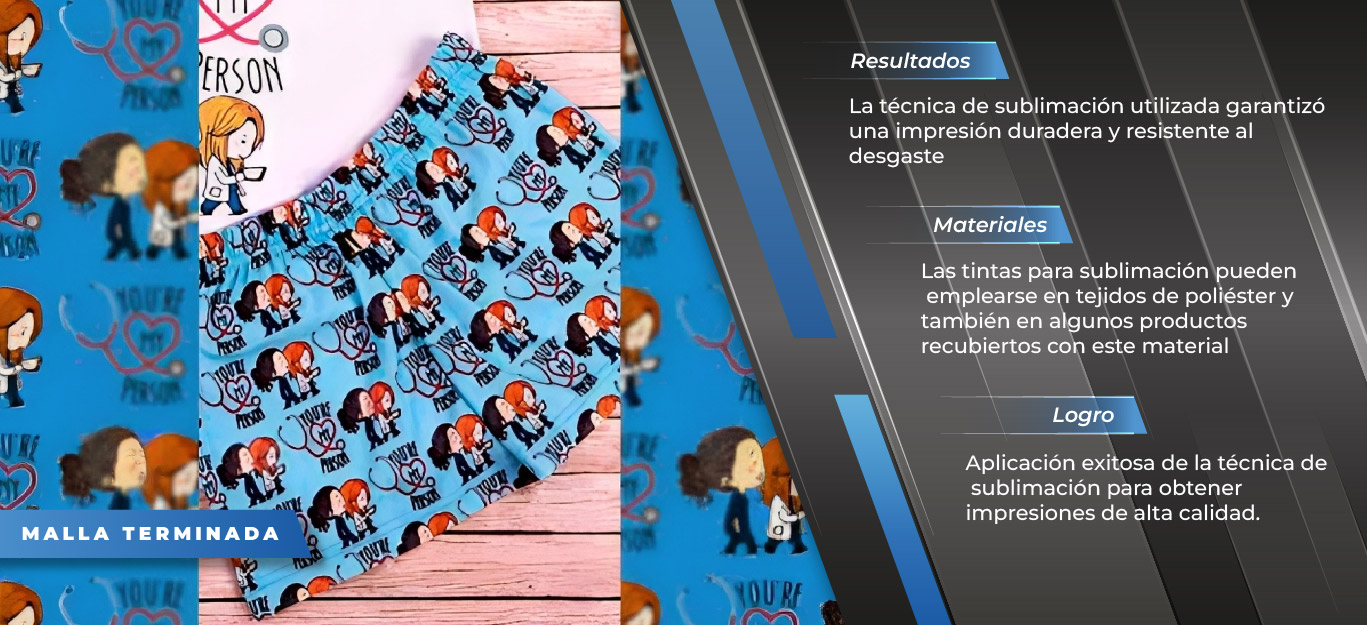 MY
PERSON
YOU'RE
MY
PERSON
MALLA TERMINADA
Resultados
La técnica de sublimación utilizada garantizó
una impresión duradera y resistente al
desgaste
Materiales
Las tintas para sublimación pueden
emplearse en tejidos de poliéster y
también en algunos productos
recubiertos con este material
Logro
Aplicación exitosa de la técnica de
sublimación para obtener
impresiones de alta calidad.